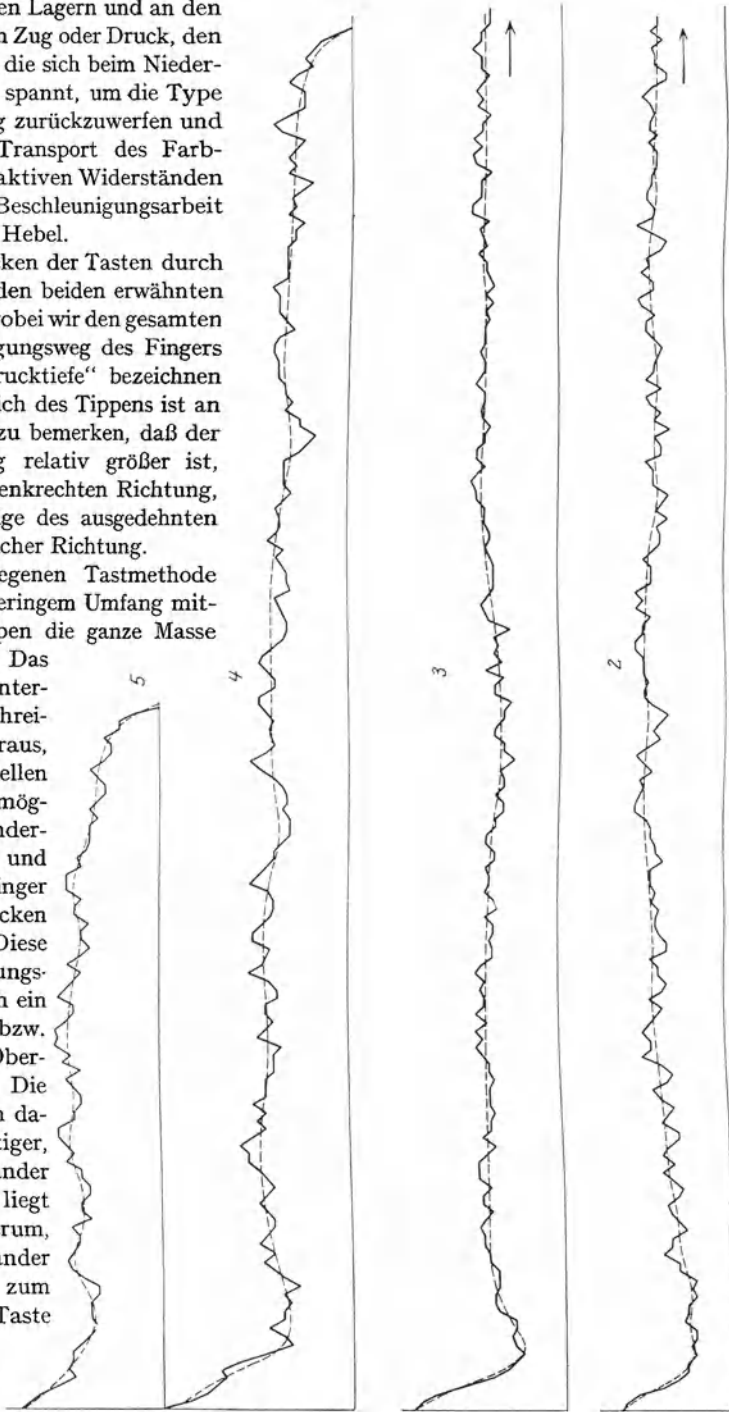 en Lagern und an den
n Zug oder Druck, den
die sich beim Nieder-
spannt, um die Type
g zurückzuwerfen und
Transport des Farb-
aktiven Widerständen
Beschleunigungsarbeit
Hebel.
ken der Tasten durch
den beiden erwähnten
obei wir den gesamten
gungsweg des Fingers
rucktiefe“ bezeichnen
ich des Tippens ist an
zu bemerken, daß der
g relativ größer ist,
enkrechten Richtung,
ge des ausgedehnten
icher Richtung.
egenen Tastmethode
eringem Umfang mit-
pen die ganze Masse
Das
nter-
hrei-
raus,
ellen
mög-
nder-
und
inger
cken
Diese
ungs-
n ein
bzw.
Ober-
Die
n da-
tiger,
ander
liegt
rum,
ander
zum
Taste
5
4
3
2